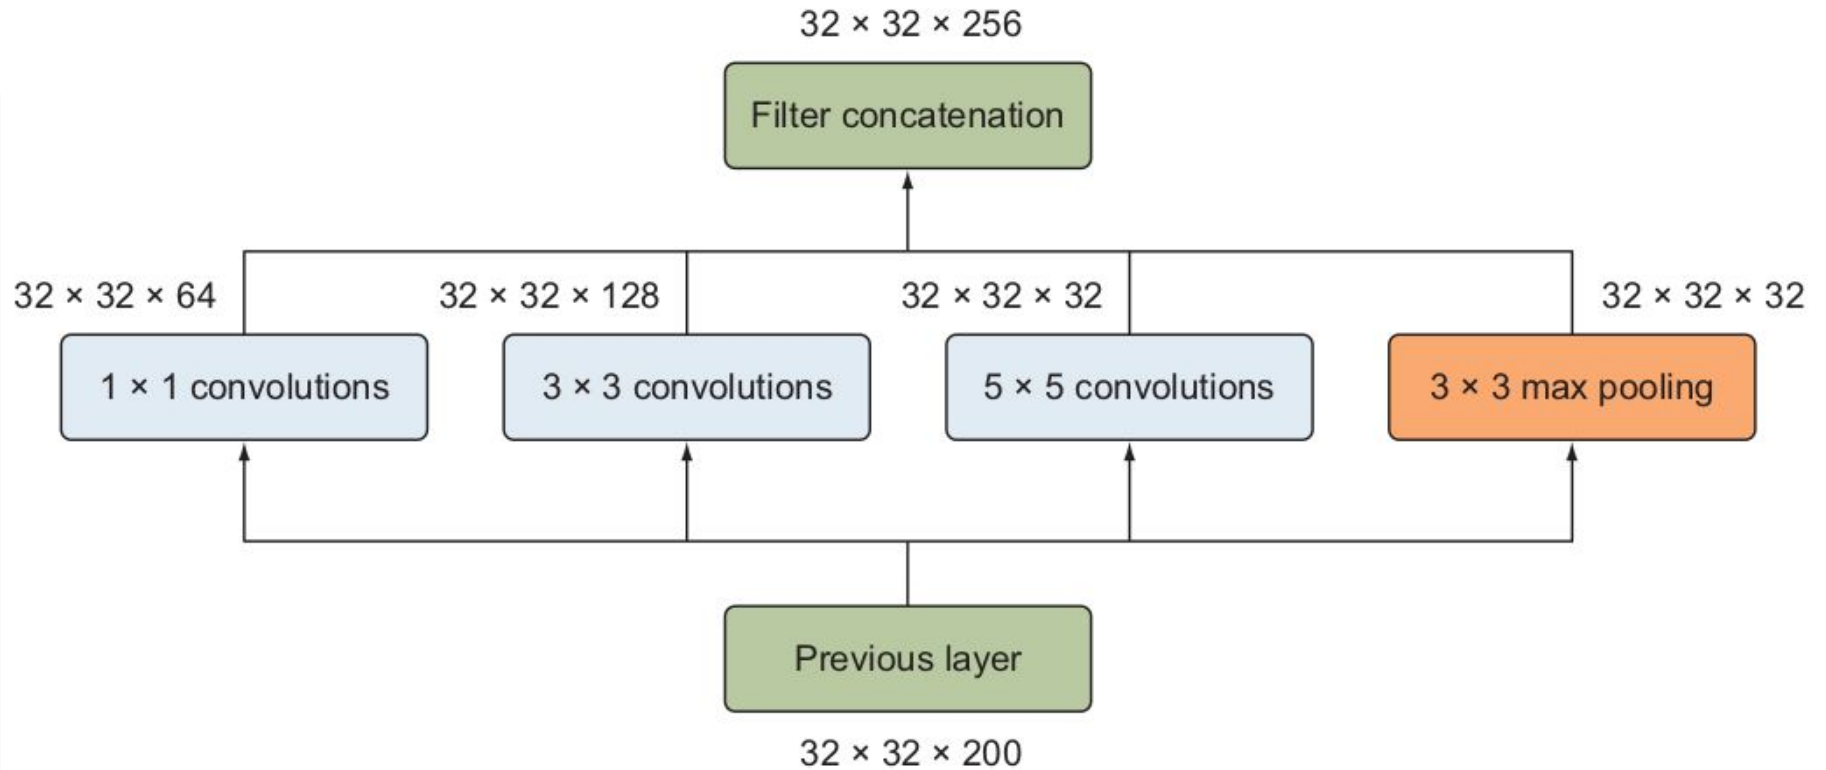 32 × 32 × 256
Filter concatenation
32 × 32 × 64
32 × 32 × 128
32 × 32 × 32
32 × 32 × 32
1 × 1 convolutions
3 × 3 convolutions
5 × 5 convolutions
3 × 3 max pooling
Previous layer
32 × 32 × 200